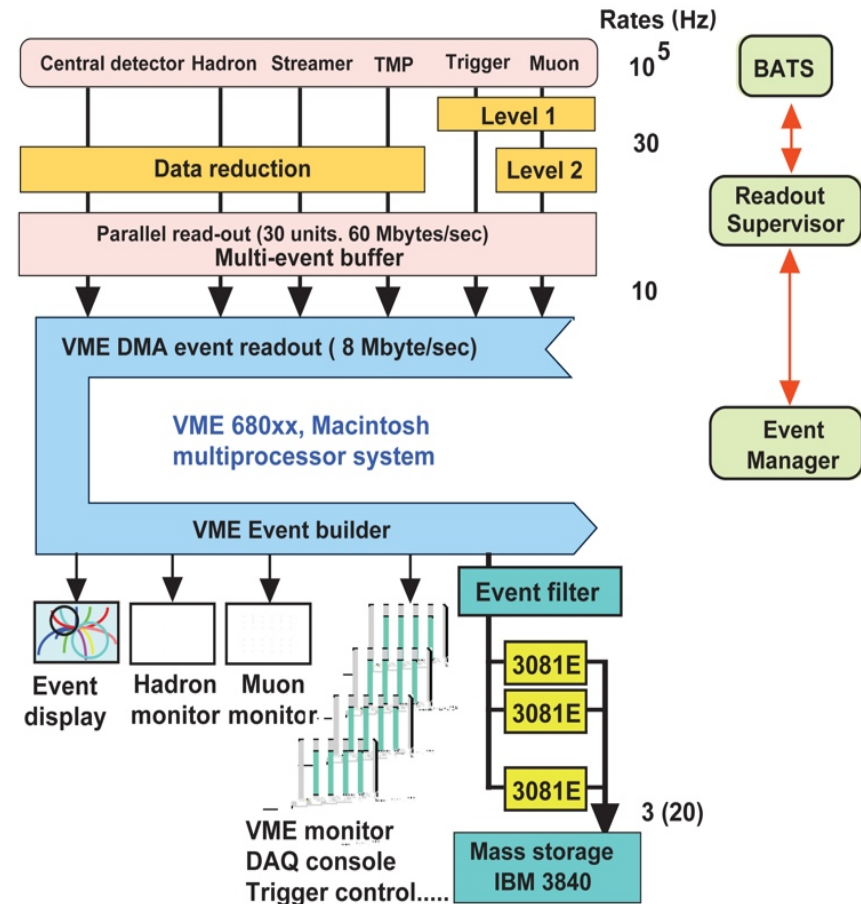 Rates (Hz)
Central detector Hadron Streamer TMP Trigger Muon
10^5
BATS
Level 1
30
Data reduction
Level 2
Readout
Supervisor
Parallel read-out (30 units. 60 Mbytes/sec)
Multi-event buffer
10
VME DMA event readout ( 8 Mbyte/sec)
VME 680xx, Macintosh
multiprocessor system
Event
Manager
VME Event builder
Event filter
Event
display
Hadron
monitor
Muon
monitor
3081E
3081E
3081E
3 (20)
VME monitor
DAQ console
Trigger control.....
Mass storage
IBM 3840